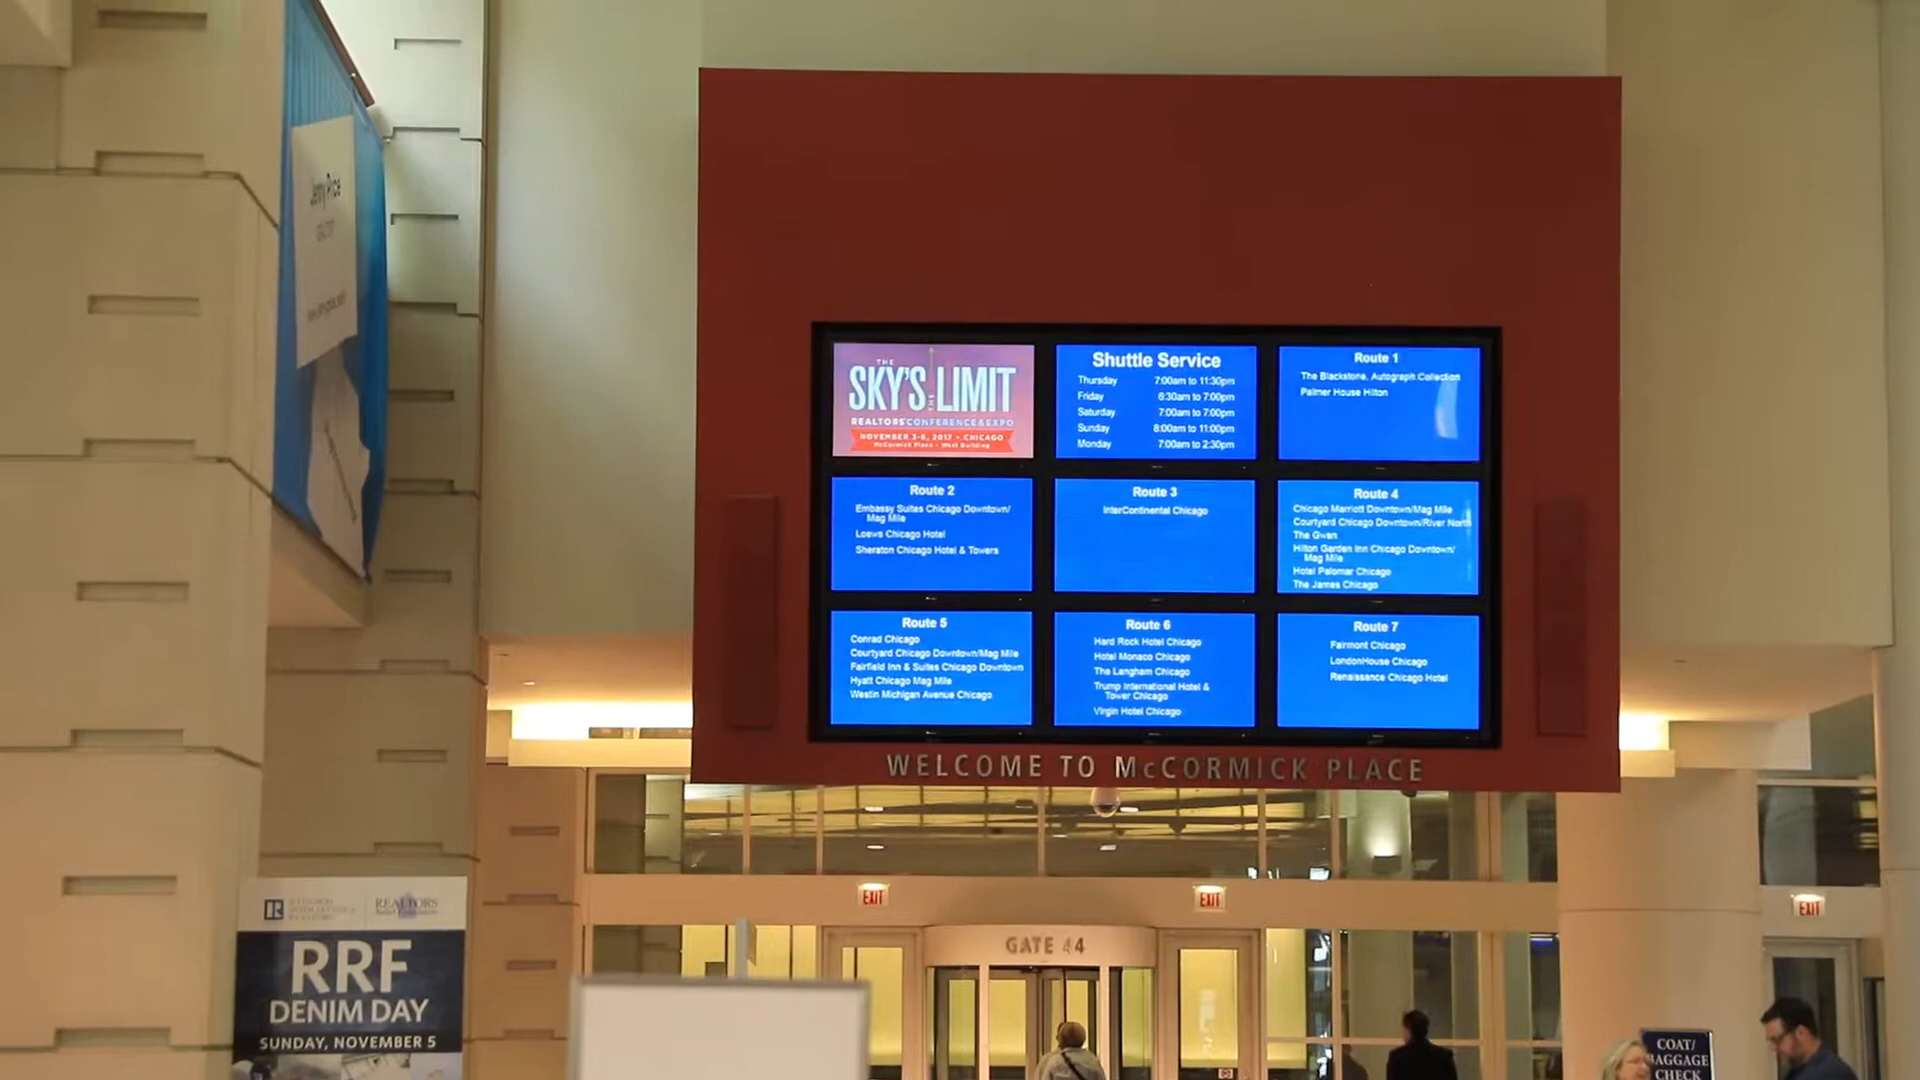 Jenny Price
THE
SKY'S THE LIMIT
REALTORS CONFERENCE & EXPO
NOVEMBER 3-6, 2017 • CHICAGO
McCormick Place • West Building
Shuttle Service
Thursday 7:00am to 11:30pm
Friday 6:30am to 7:00pm
Saturday 7:00am to 7:00pm
Sunday 8:00am to 11:00pm
Monday 7:00am to 2:30pm
Route 1
The Blackstone, Autograph Collection
Palmer House Hilton
Route 2
Embassy Suites Chicago Downtown/
Mag Mile
Loews Chicago Hotel
Sheraton Chicago Hotel & Towers
Route 3
InterContinental Chicago
Route 4
Chicago Marriott Downtown/Mag Mile
Courtyard Chicago Downtown/River North
The Gwen
Hilton Garden Inn Chicago Downtown/
Mag Mile
Hotel Palomar Chicago
The James Chicago
Route 5
Conrad Chicago
Courtyard Chicago Downtown/Mag Mile
Fairfield Inn & Suites Chicago Downtown
Hyatt Chicago Mag Mile
Westin Michigan Avenue Chicago
Route 6
Hard Rock Hotel Chicago
Hotel Monaco Chicago
The Langham Chicago
Trump International Hotel &
Tower Chicago
Virgin Hotel Chicago
Route 7
Fairmont Chicago
LondonHouse Chicago
Renaissance Chicago Hotel
WELCOME TO McCORMICK PLACE
EXIT
EXIT
EXIT
GATE 44
REALTORS
Relief Foundation
RRF
DENIM DAY
SUNDAY, NOVEMBER 5
COAT/
BAGGAGE
CHECK